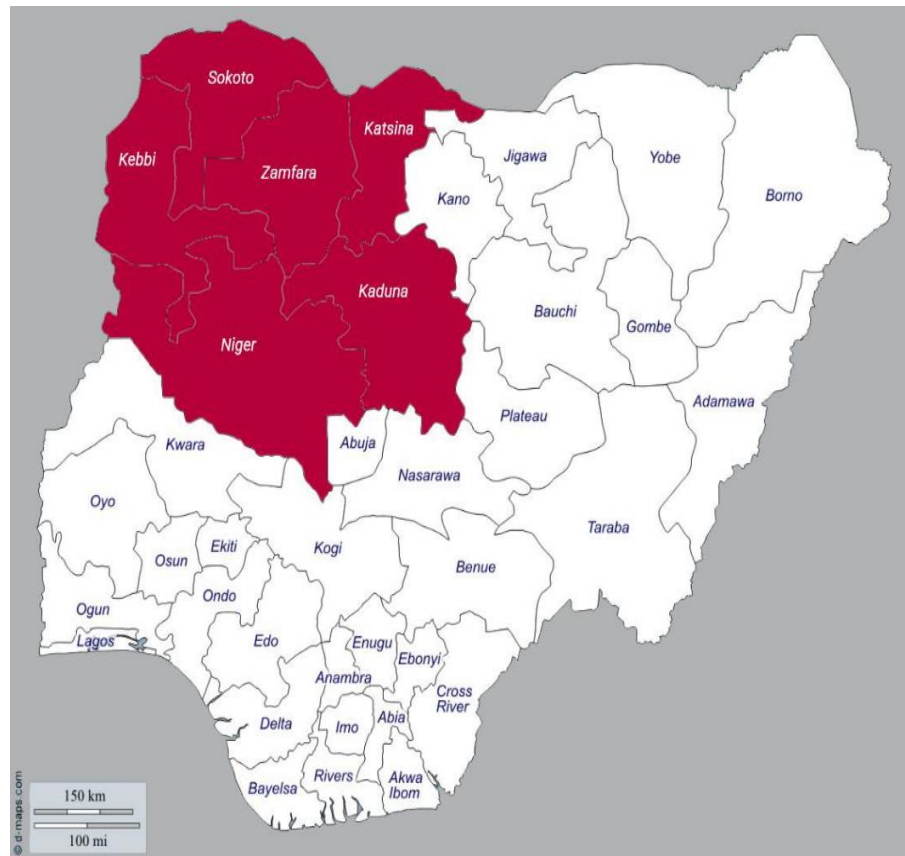 Sokoto
Katsina
Kebbi
Zamfara
Jigawa
Yobe
Kano
Borno
Kaduna
Bauchi
Gombe
Niger
Adamawa
Plateau
Abuja
Kwara
Nasarawa
Oyo
Taraba
Ekiti
Kogi
Osun
Benue
Ondo
Ogun
Lagos
Edo
Enugu
Ebonyi
Anambra
Cross
River
Delta
Imo
Abia
Bayelsa
Rivers
Akwa
Ibom
150 km
100 mi
© d-maps.com